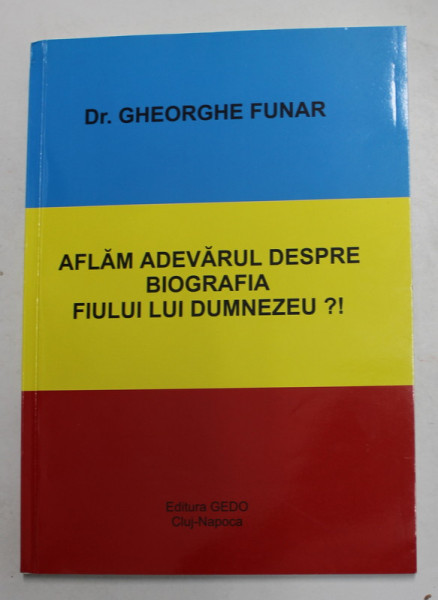 Dr. GHEORGHE FUNAR
AFLĂM ADEVĂRUL DESPRE
BIOGRAFIA
FIULUI LUI DUMNEZEU ?!
Editura GEDO
Cluj-Napoca